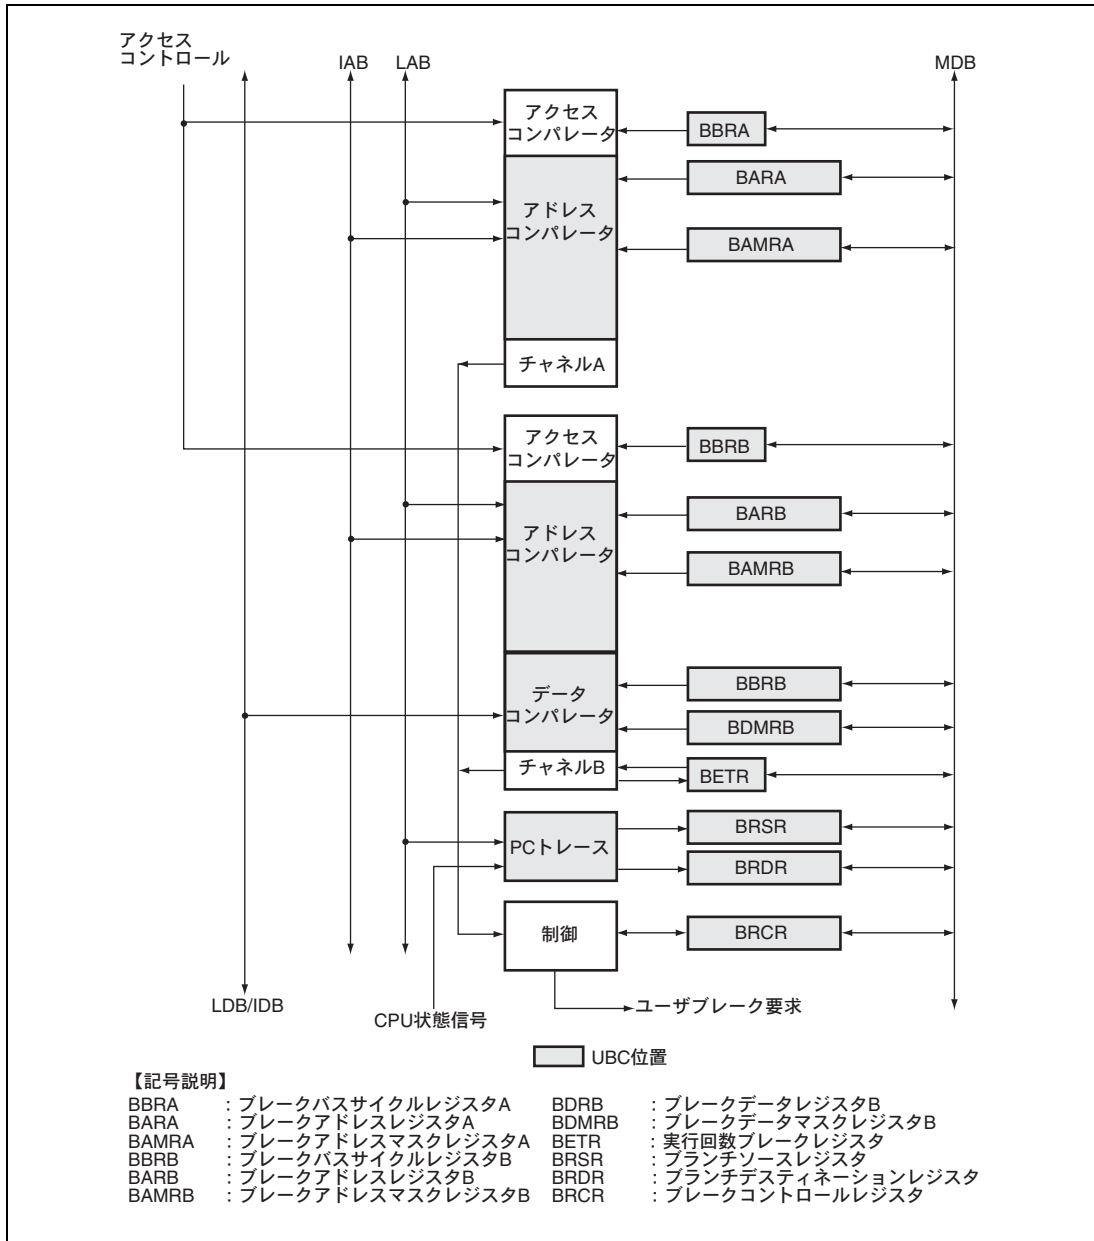 アクセス
コントロール
IAB
LAB
MDB
アクセス
コンパレータ
BBRA
BARA
アドレス
コンパレータ
BAMRA
チャネルA
アクセス
コンパレータ
BBRB
BARB
アドレス
コンパレータ
BAMRB
BBRB
データ
コンパレータ
BDMRB
チャネルB
BETR
BRSR
PCトレース
BRDR
制御
BRCR
LDB/IDB
CPU状態信号
ユーザブレーク要求
UBC位置
【記号説明】
BBRA : ブレークバスサイクルレジスタA
BARA : ブレークアドレスレジスタA
BAMRA : ブレークアドレスマスクレジスタA
BBRB : ブレークバスサイクルレジスタB
BARB : ブレークアドレスレジスタB
BAMRB : ブレークアドレスマスクレジスタB
BDRB : ブレークデータレジスタB
BDMRB : ブレークデータマスクレジスタB
BETR : 実行回数ブレークレジスタ
BRSR : ブランチソースレジスタ
BRDR : ブランチデスティネーションレジスタ
BRCR : ブレークコントロールレジスタ